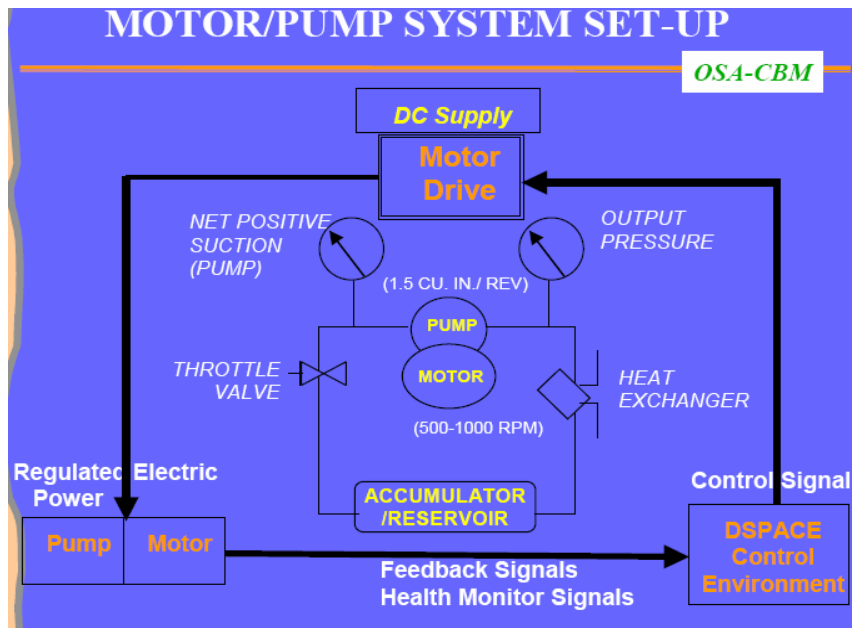 MOTOR/PUMP SYSTEM SET-UP
OSA-CBM
DC Supply
Motor
Drive
NET POSITIVE
SUCTION
(PUMP)
OUTPUT
PRESSURE
(1.5 CU. IN./ REV)
PUMP
MOTOR
THROTTLE
VALVE
HEAT
EXCHANGER
(500-1000 RPM)
Regulated Electric
Power
ACCUMULATOR
/RESERVOIR
Control Signal
Pump
Motor
DSPACE
Control
Environment
Feedback Signals
Health Monitor Signals